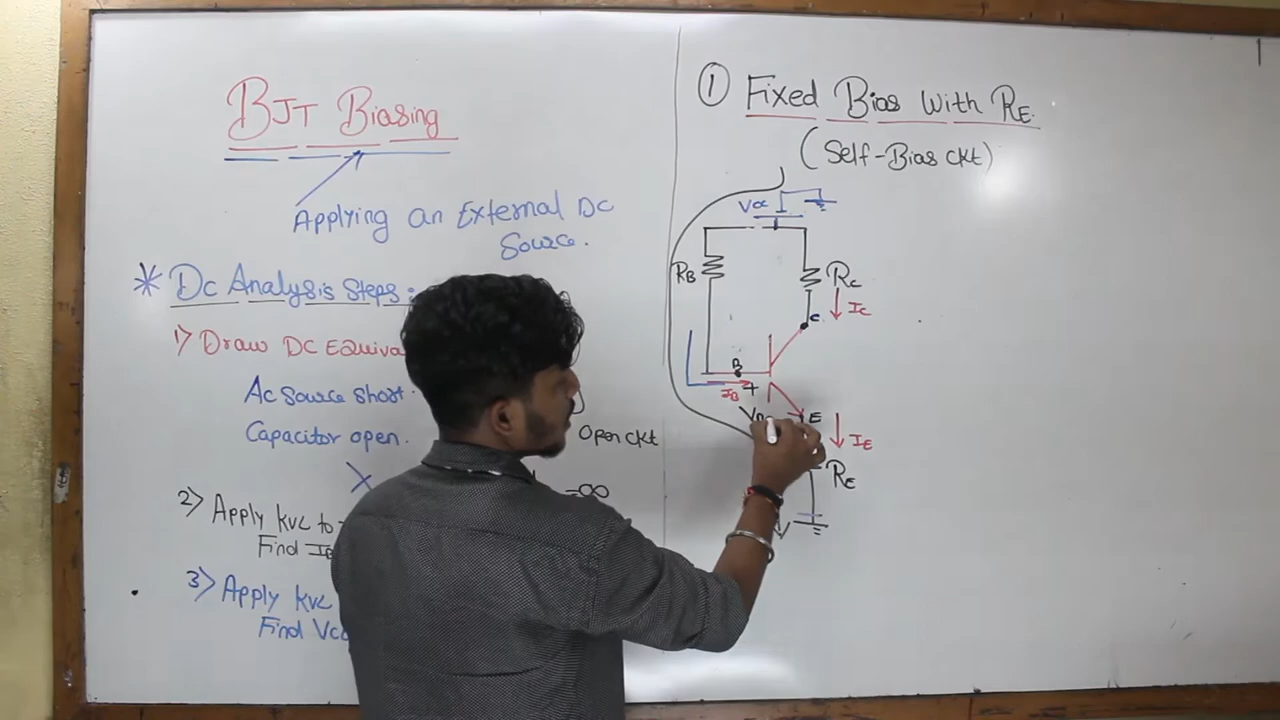 BJT Biasing
Applying an External DC
Source.
* Dc Analysis Steps:
1) Draw DC Equiva
Ac source short.
Capacitor open.
Open ckt
=∞
2) Apply KVL to
Find IB
3) Apply KVL
Find VCE
① Fixed Bias With RE.
(Self-Bias ckt)
Vcc
RB
RC
C
IC
B
IB
+
E
IE
RE